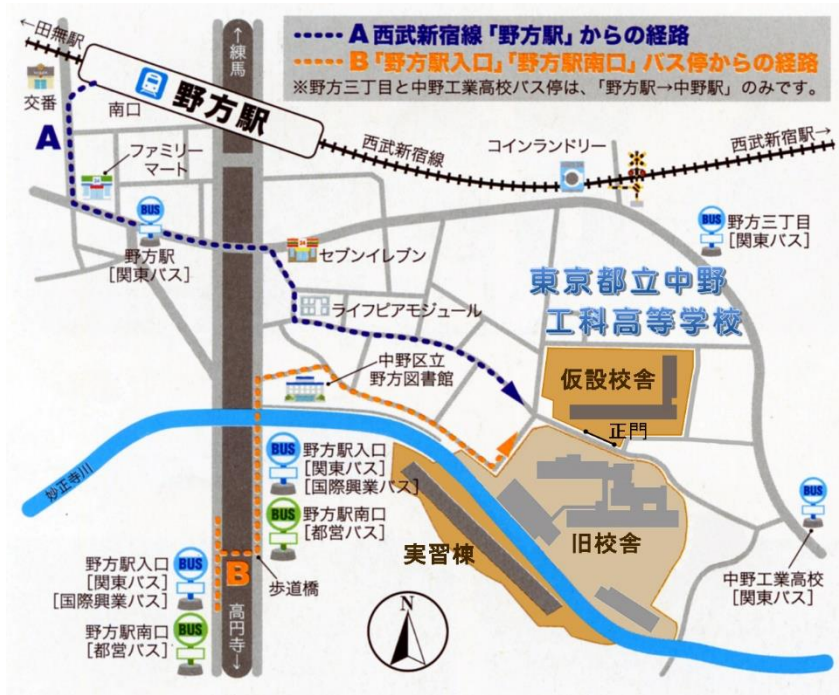 A 西武新宿線「野方駅」からの経路
B 「野方駅入口」「野方駅南口」バス停からの経路
※野方三丁目と中野工業高校バス停は、「野方駅→中野駅」のみです。
←田無駅
←練馬
交番
南口
野方駅
A
ファミリー
マート
西武新宿線
コインランドリー
西武新宿駅→
BUS
野方駅
[関東バス]
セブンイレブン
BUS
野方三丁目
[関東バス]
東京都立中野
工科高等学校
ライフピアモジュール
中野区立
野方図書館
仮設校舎
正門
妙正寺川
BUS
野方駅入口
[関東バス]
[国際興業バス]
BUS
野方駅南口
[都営バス]
旧校舎
実習棟
BUS
中野工業高校
[関東バス]
BUS
野方駅入口
[関東バス]
[国際興業バス]
B
歩道橋
BUS
野方駅南口
[都営バス]
高円寺→
N